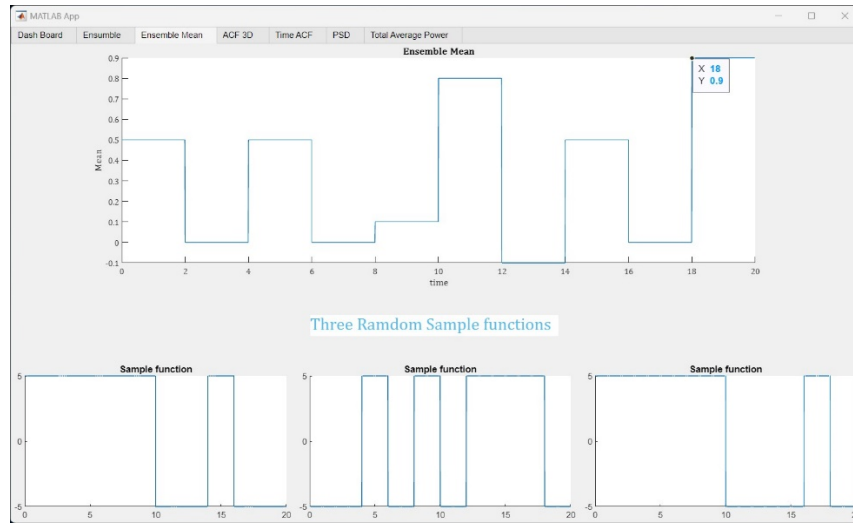 MATLAB App
Dash Board Ensumble Ensemble Mean ACF 3D Time ACF PSD Total Average Power
Ensemble Mean
X 18
Y 0.9
0.9
0.8
0.7
0.6
0.5
0.4
0.3
0.2
0.1
0
-0.1
Mean
0 2 4 6 8 10 12 14 16 18 20
time
Three Ramdom Sample functions
Sample function Sample function Sample function
5 5 5
0 0 0
-5 -5 -5
0 5 10 15 20 0 5 10 15 20 0 5 10 15